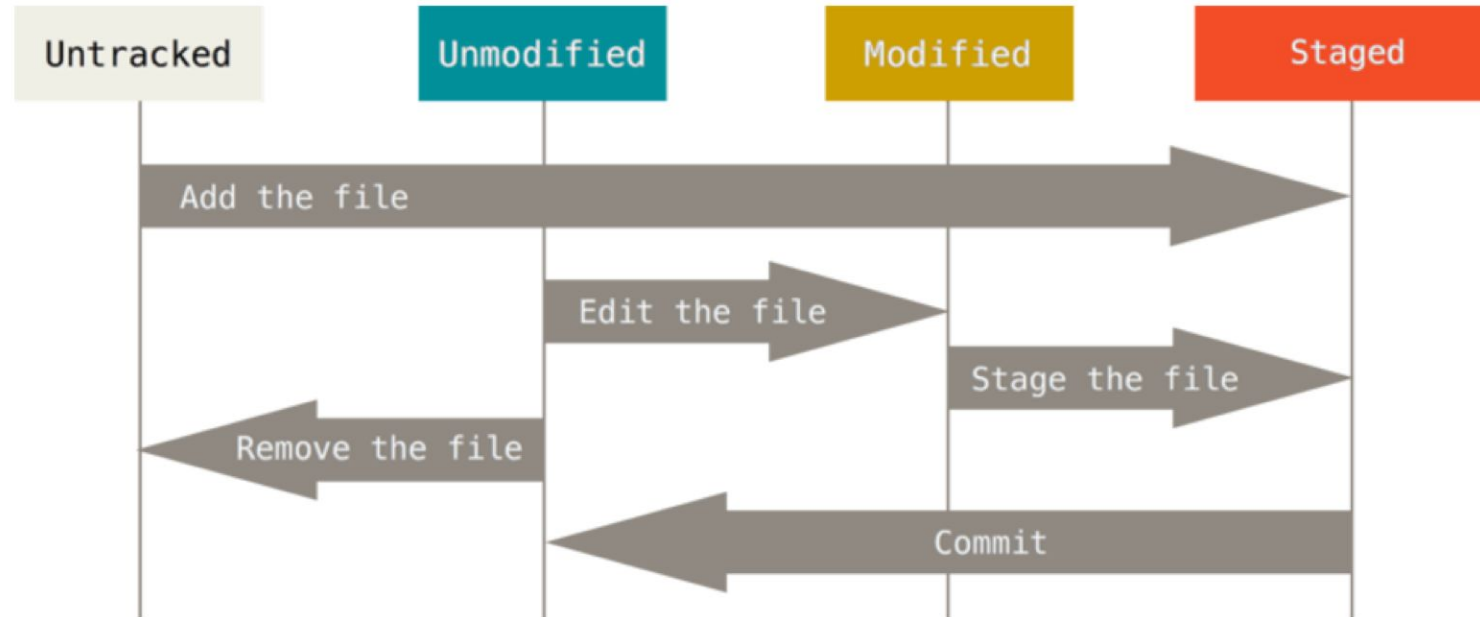 Untracked
Unmodified
Modified
Staged
Add the file
Edit the file
Stage the file
Remove the file
Commit